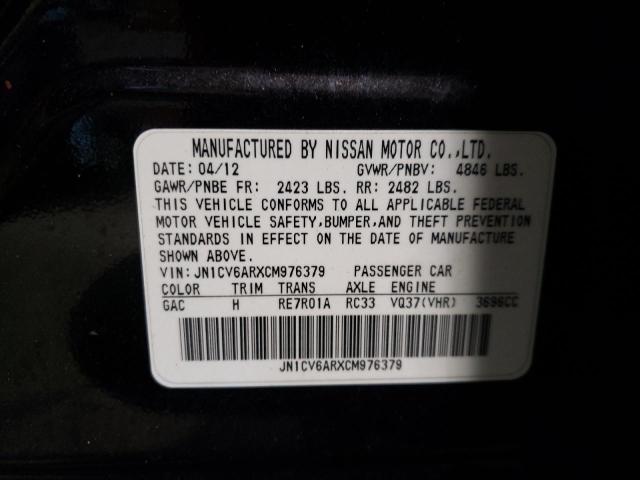 MANUFACTURED BY NISSAN MOTOR CO.,LTD.
DATE: 04/12 GVWR/PNBV: 4846 LBS.
GAWR/PNBE FR: 2423 LBS. RR: 2482 LBS.
THIS VEHICLE CONFORMS TO ALL APPLICABLE FEDERAL
MOTOR VEHICLE SAFETY,BUMPER,AND THEFT PREVENTION
STANDARDS IN EFFECT ON THE DATE OF MANUFACTURE
SHOWN ABOVE.
VIN: JN1CV6ARXCM976379 PASSENGER CAR
COLOR TRIM TRANS AXLE ENGINE
GAC H RE7R01A RC33 VQ37(VHR) 3696CC
JN1CV6ARXCM976379